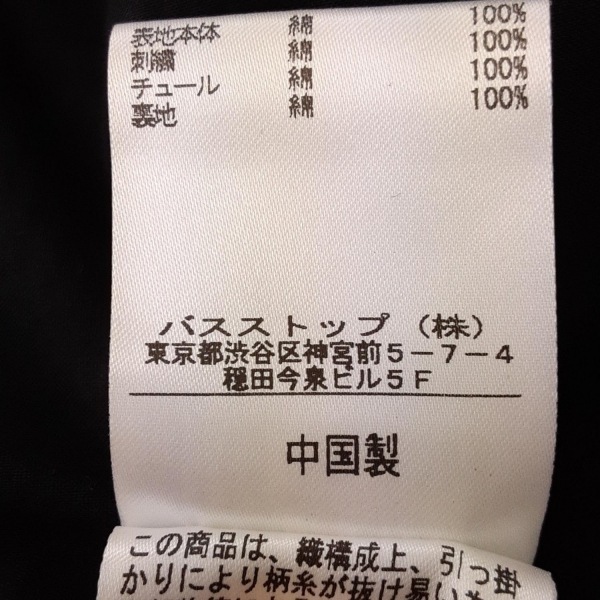 表地本体 綿 100%
刺繍 綿 100%
チュール 綿 100%
裏地 綿 100%
バスストップ（株）
東京都渋谷区神宮前５－７－４
穏田今泉ビル５Ｆ
中国製
この商品は、織構成上、引っ掛
かりにより柄糸が抜け易い